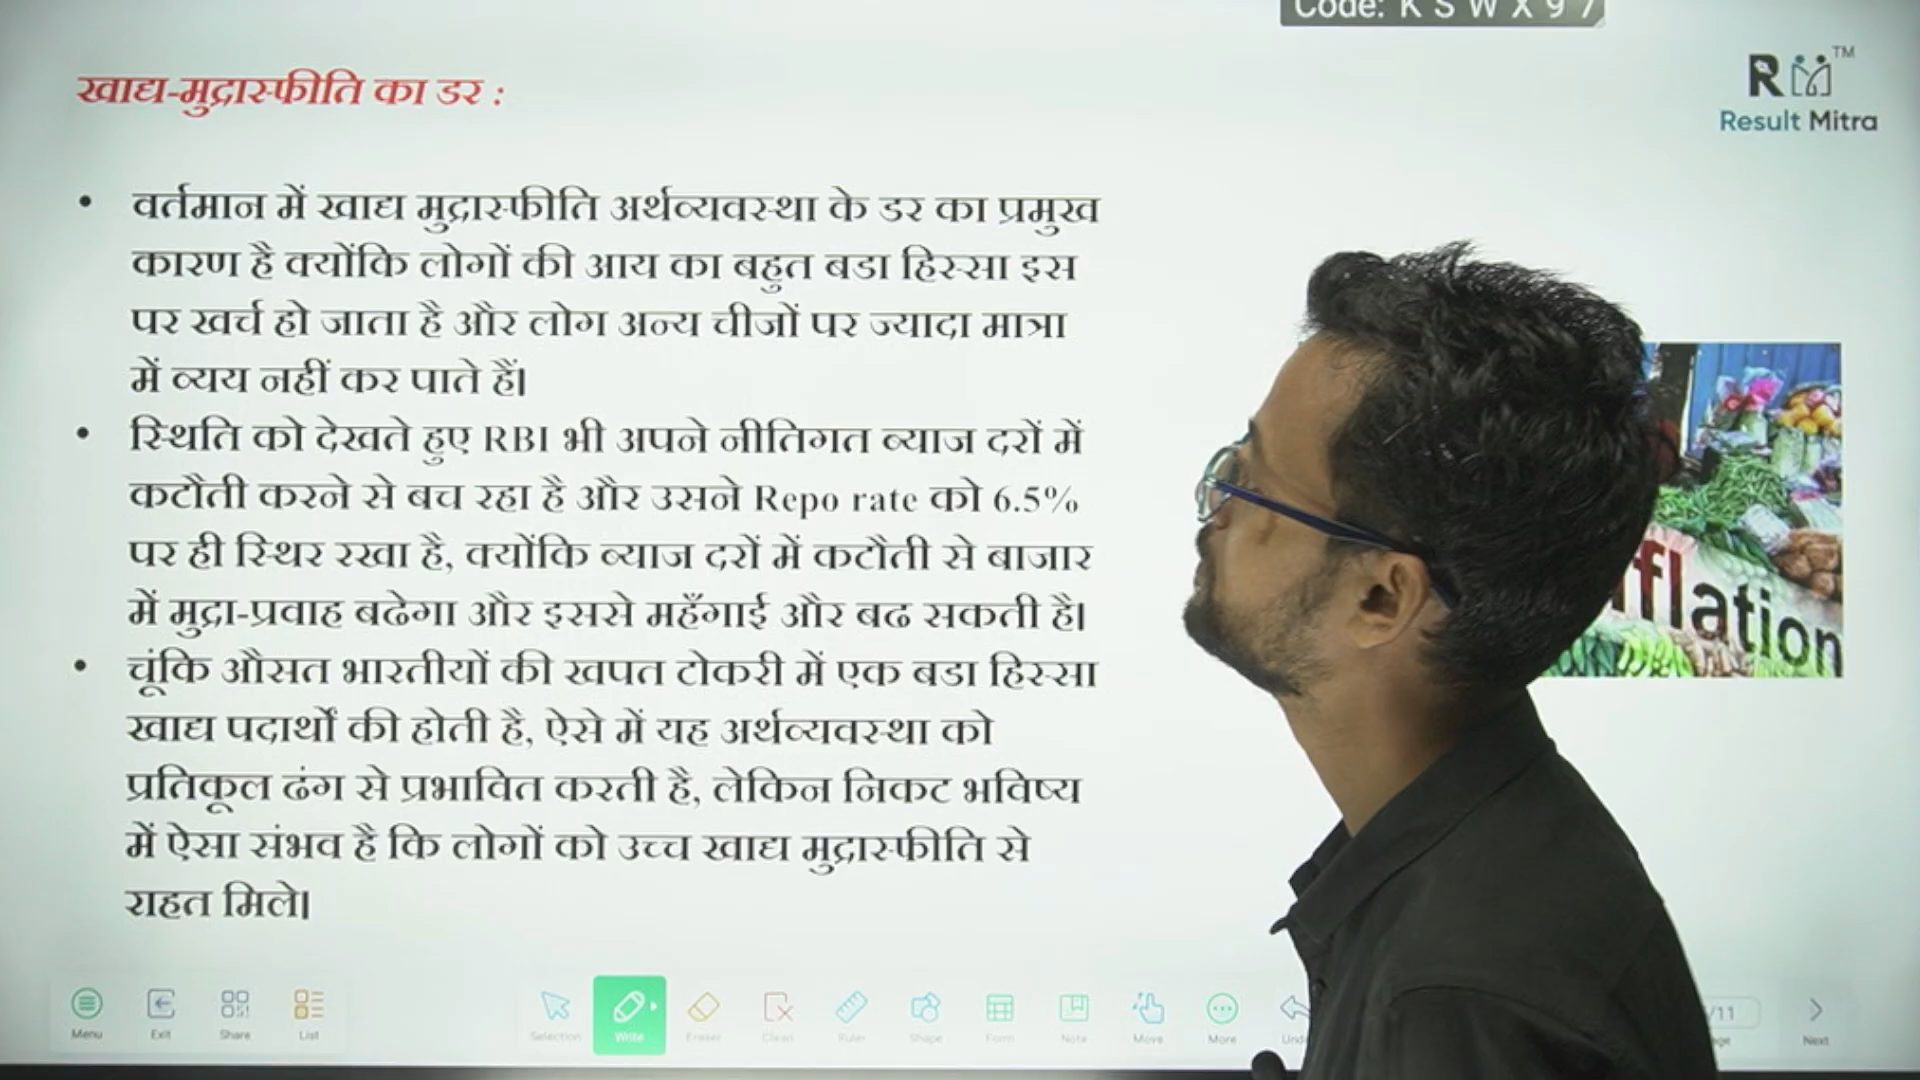 Code: K S W X 9 7
R TM
Result Mitra
खाद्य-मुद्रास्फीति का डर :
• वर्तमान में खाद्य मुद्रास्फीति अर्थव्यवस्था के डर का प्रमुख
कारण है क्योंकि लोगों की आय का बहुत बडा हिस्सा इस
पर खर्च हो जाता है और लोग अन्य चीजों पर ज्यादा मात्रा
में व्यय नहीं कर पाते हैं।
• स्थिति को देखते हुए RBI भी अपने नीतिगत ब्याज दरों में
कटौती करने से बच रहा है और उसने Repo rate को 6.5%
पर ही स्थिर रखा है, क्योंकि ब्याज दरों में कटौती से बाजार
में मुद्रा-प्रवाह बढेगा और इससे महँगाई और बढ सकती है।
• चूंकि औसत भारतीयों की खपत टोकरी में एक बडा हिस्सा
खाद्य पदार्थों की होती है, ऐसे में यह अर्थव्यवस्था को
प्रतिकूल ढंग से प्रभावित करती है, लेकिन निकट भविष्य
में ऐसा संभव है कि लोगों को उच्च खाद्य मुद्रास्फीति से
राहत मिले।
flation
Menu Exit Share List Selection Write Eraser Clean Ruler Shape Form Note Move More Undo /11 Next